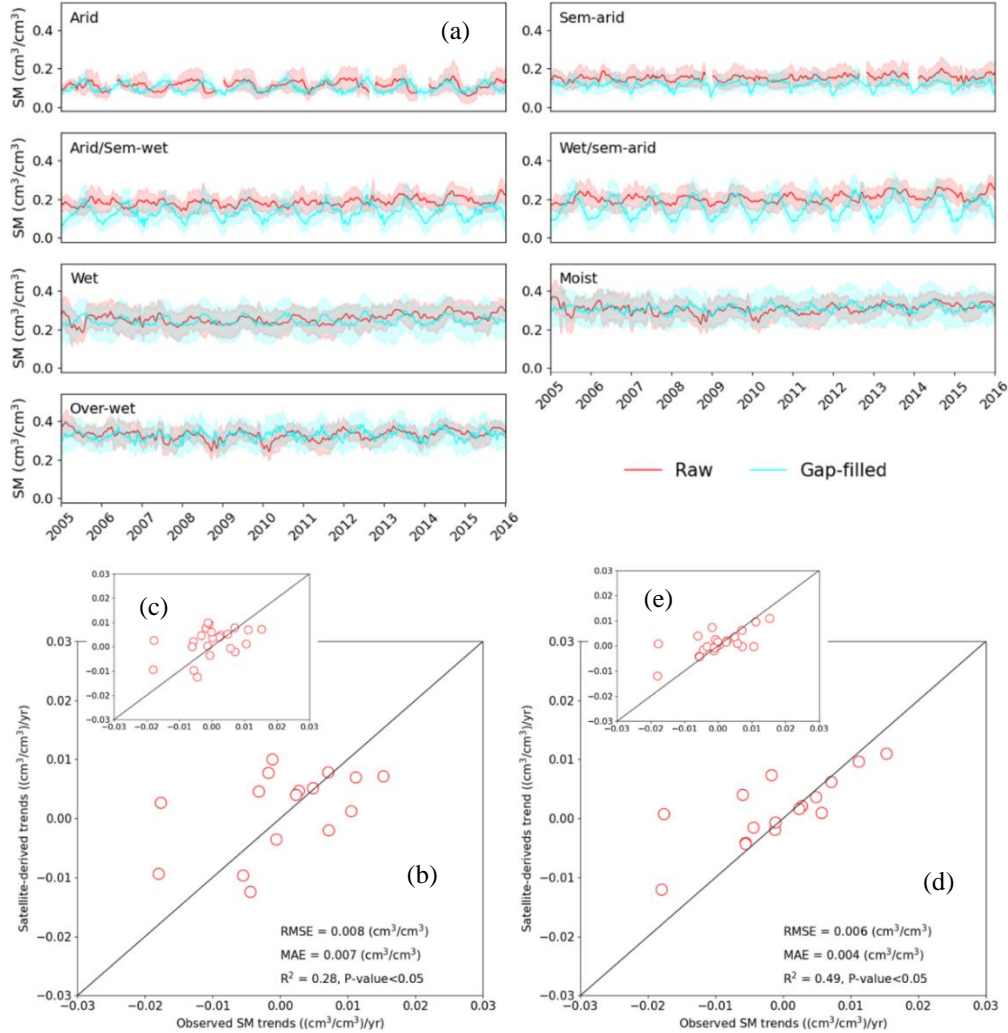 Arid
(a)
Sem-arid
SM (cm³/cm³)
0.4
0.2
0.0
0.4
0.2
0.0
Arid/Sem-wet
Wet/sem-arid
SM (cm³/cm³)
0.4
0.2
0.0
0.4
0.2
0.0
Wet
Moist
SM (cm³/cm³)
0.4
0.2
0.0
0.4
0.2
0.0
2005 2006 2007 2008 2009 2010 2011 2012 2013 2014 2015 2016
Over-wet
SM (cm³/cm³)
0.4
0.2
0.0
2005 2006 2007 2008 2009 2010 2011 2012 2013 2014 2015 2016
Raw Gap-filled
(c)
0.03
0.02
0.01
0.00
−0.01
−0.02
−0.03
−0.03 −0.02 −0.01 0.00 0.01 0.02 0.03
(b)
Satellite-derived trends ((cm³/cm³)/yr)
0.03
0.02
0.01
0.00
−0.01
−0.02
−0.03
RMSE = 0.008 (cm³/cm³)
MAE = 0.007 (cm³/cm³)
R² = 0.28, P-value<0.05
−0.03 −0.02 −0.01 0.00 0.01 0.02 0.03
Observed SM trends ((cm³/cm³)/yr)
(e)
0.03
0.02
0.01
0.00
−0.01
−0.02
−0.03
−0.03 −0.02 −0.01 0.00 0.01 0.02 0.03
(d)
Satellite-deriveds trend ((cm³/cm³)/yr)
0.03
0.02
0.01
0.00
−0.01
−0.02
−0.03
RMSE = 0.006 (cm³/cm³)
MAE = 0.004 (cm³/cm³)
R² = 0.49, P-value<0.05
−0.03 −0.02 −0.01 0.00 0.01 0.02 0.03
Observed SM trends ((cm³/cm³)/yr)